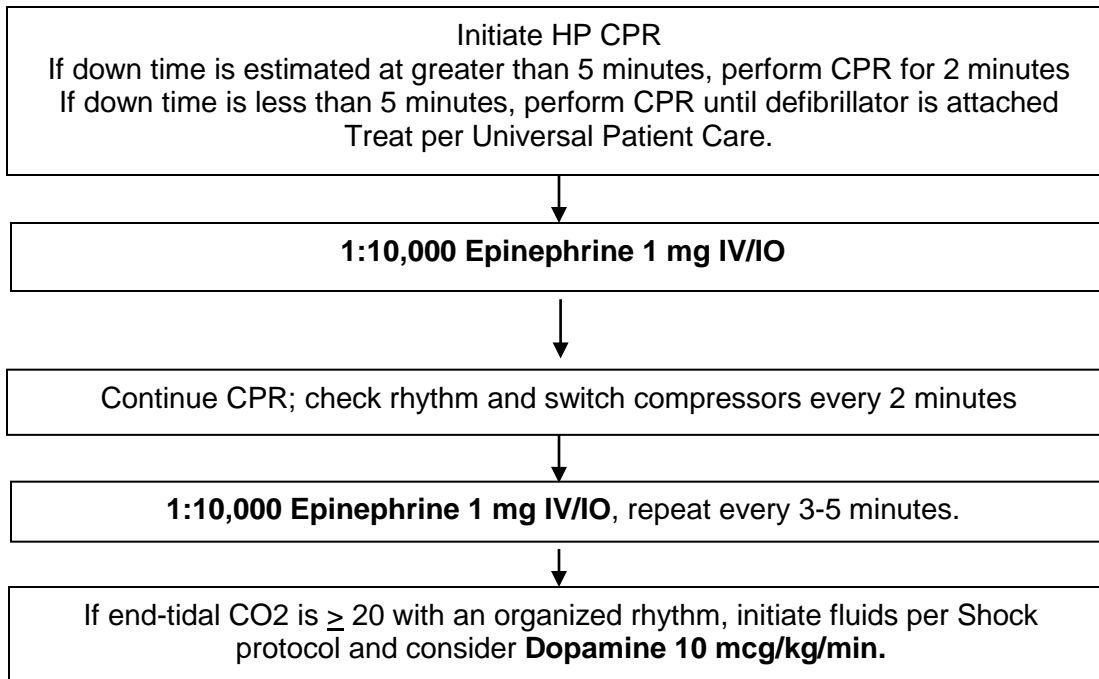 Initiate HP CPR
If down time is estimated at greater than 5 minutes, perform CPR for 2 minutes
If down time is less than 5 minutes, perform CPR until defibrillator is attached
Treat per Universal Patient Care.
1:10,000 Epinephrine 1 mg IV/IO
Continue CPR; check rhythm and switch compressors every 2 minutes
1:10,000 Epinephrine 1 mg IV/IO, repeat every 3-5 minutes.
If end-tidal CO2 is ≥ 20 with an organized rhythm, initiate fluids per Shock
protocol and consider Dopamine 10 mcg/kg/min.